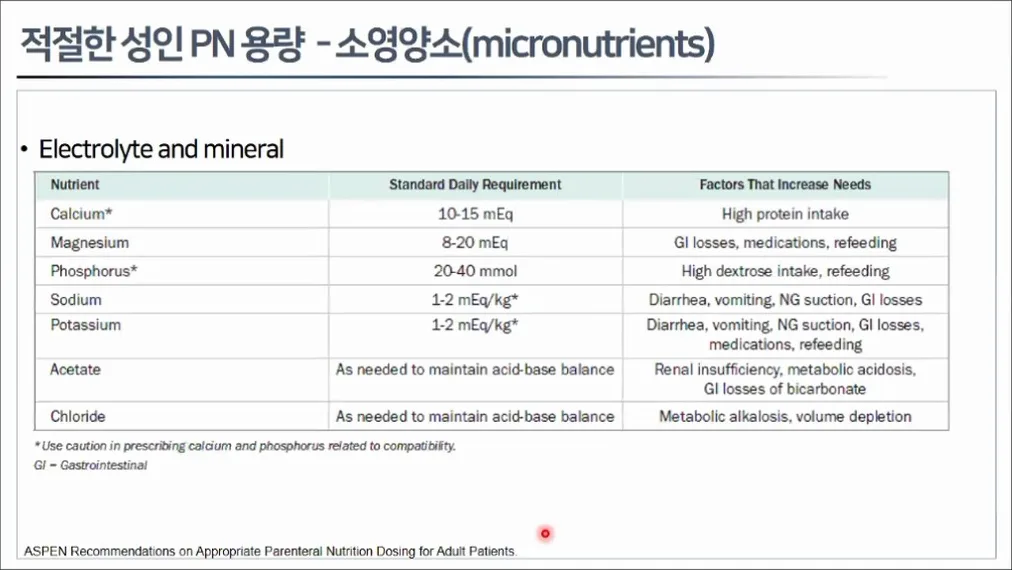 적절한 성인 PN 용량 – 소영양소(micronutrients)
• Electrolyte and mineral
Nutrient Standard Daily Requirement Factors That Increase Needs
Calcium* 10-15 mEq High protein intake
Magnesium 8-20 mEq GI losses, medications, refeeding
Phosphorus* 20-40 mmol High dextrose intake, refeeding
Sodium 1-2 mEq/kg* Diarrhea, vomiting, NG suction, GI losses
Potassium 1-2 mEq/kg* Diarrhea, vomiting, NG suction, GI losses,
medications, refeeding
Acetate As needed to maintain acid-base balance Renal insufficiency, metabolic acidosis,
GI losses of bicarbonate
Chloride As needed to maintain acid-base balance Metabolic alkalosis, volume depletion
*Use caution in prescribing calcium and phosphorus related to compatibility.
GI = Gastrointestinal
ASPEN Recommendations on Appropriate Parenteral Nutrition Dosing for Adult Patients.